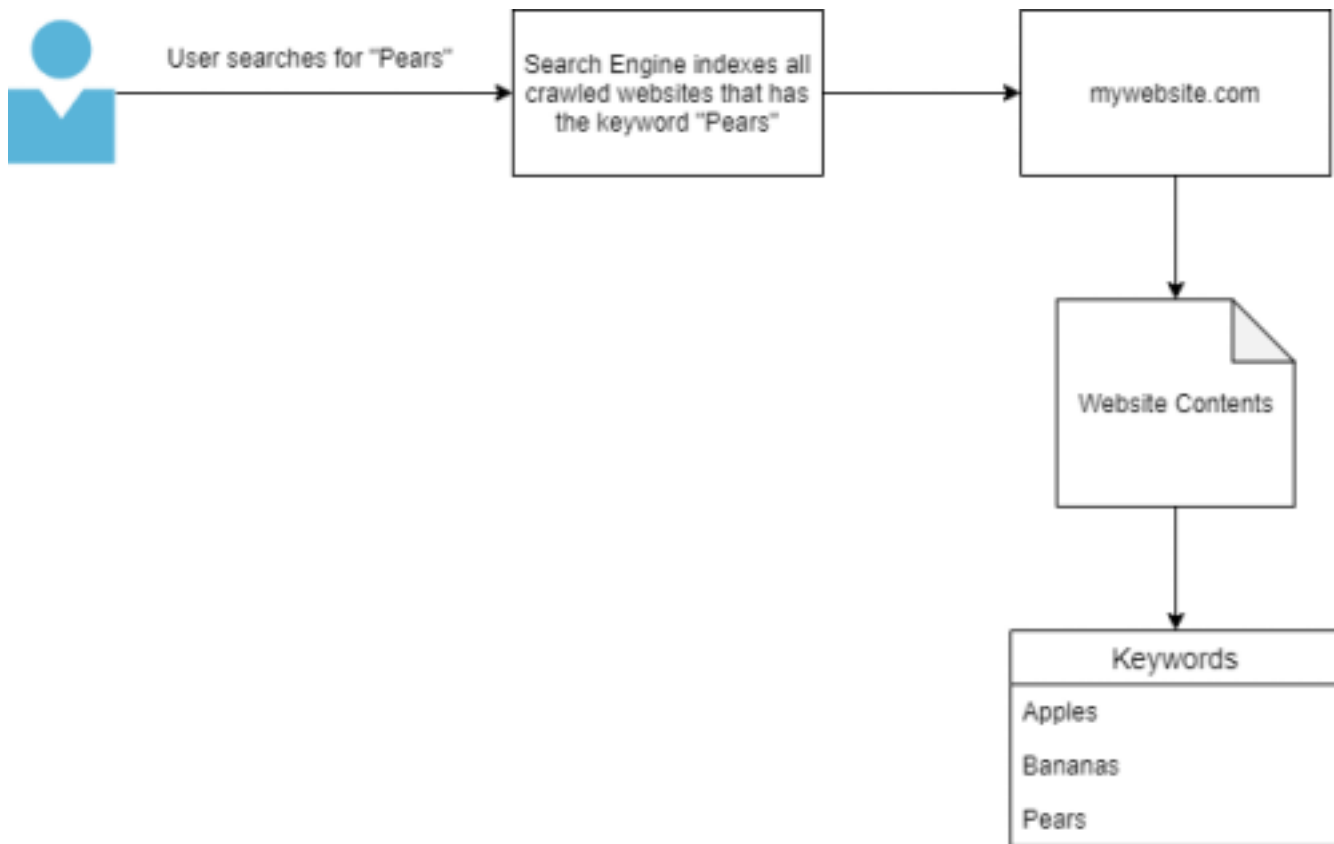 User searches for "Pears"
Search Engine indexes all
crawled websites that has
the keyword "Pears"
mywebsite.com
Website Contents
Keywords
Apples
Bananas
Pears